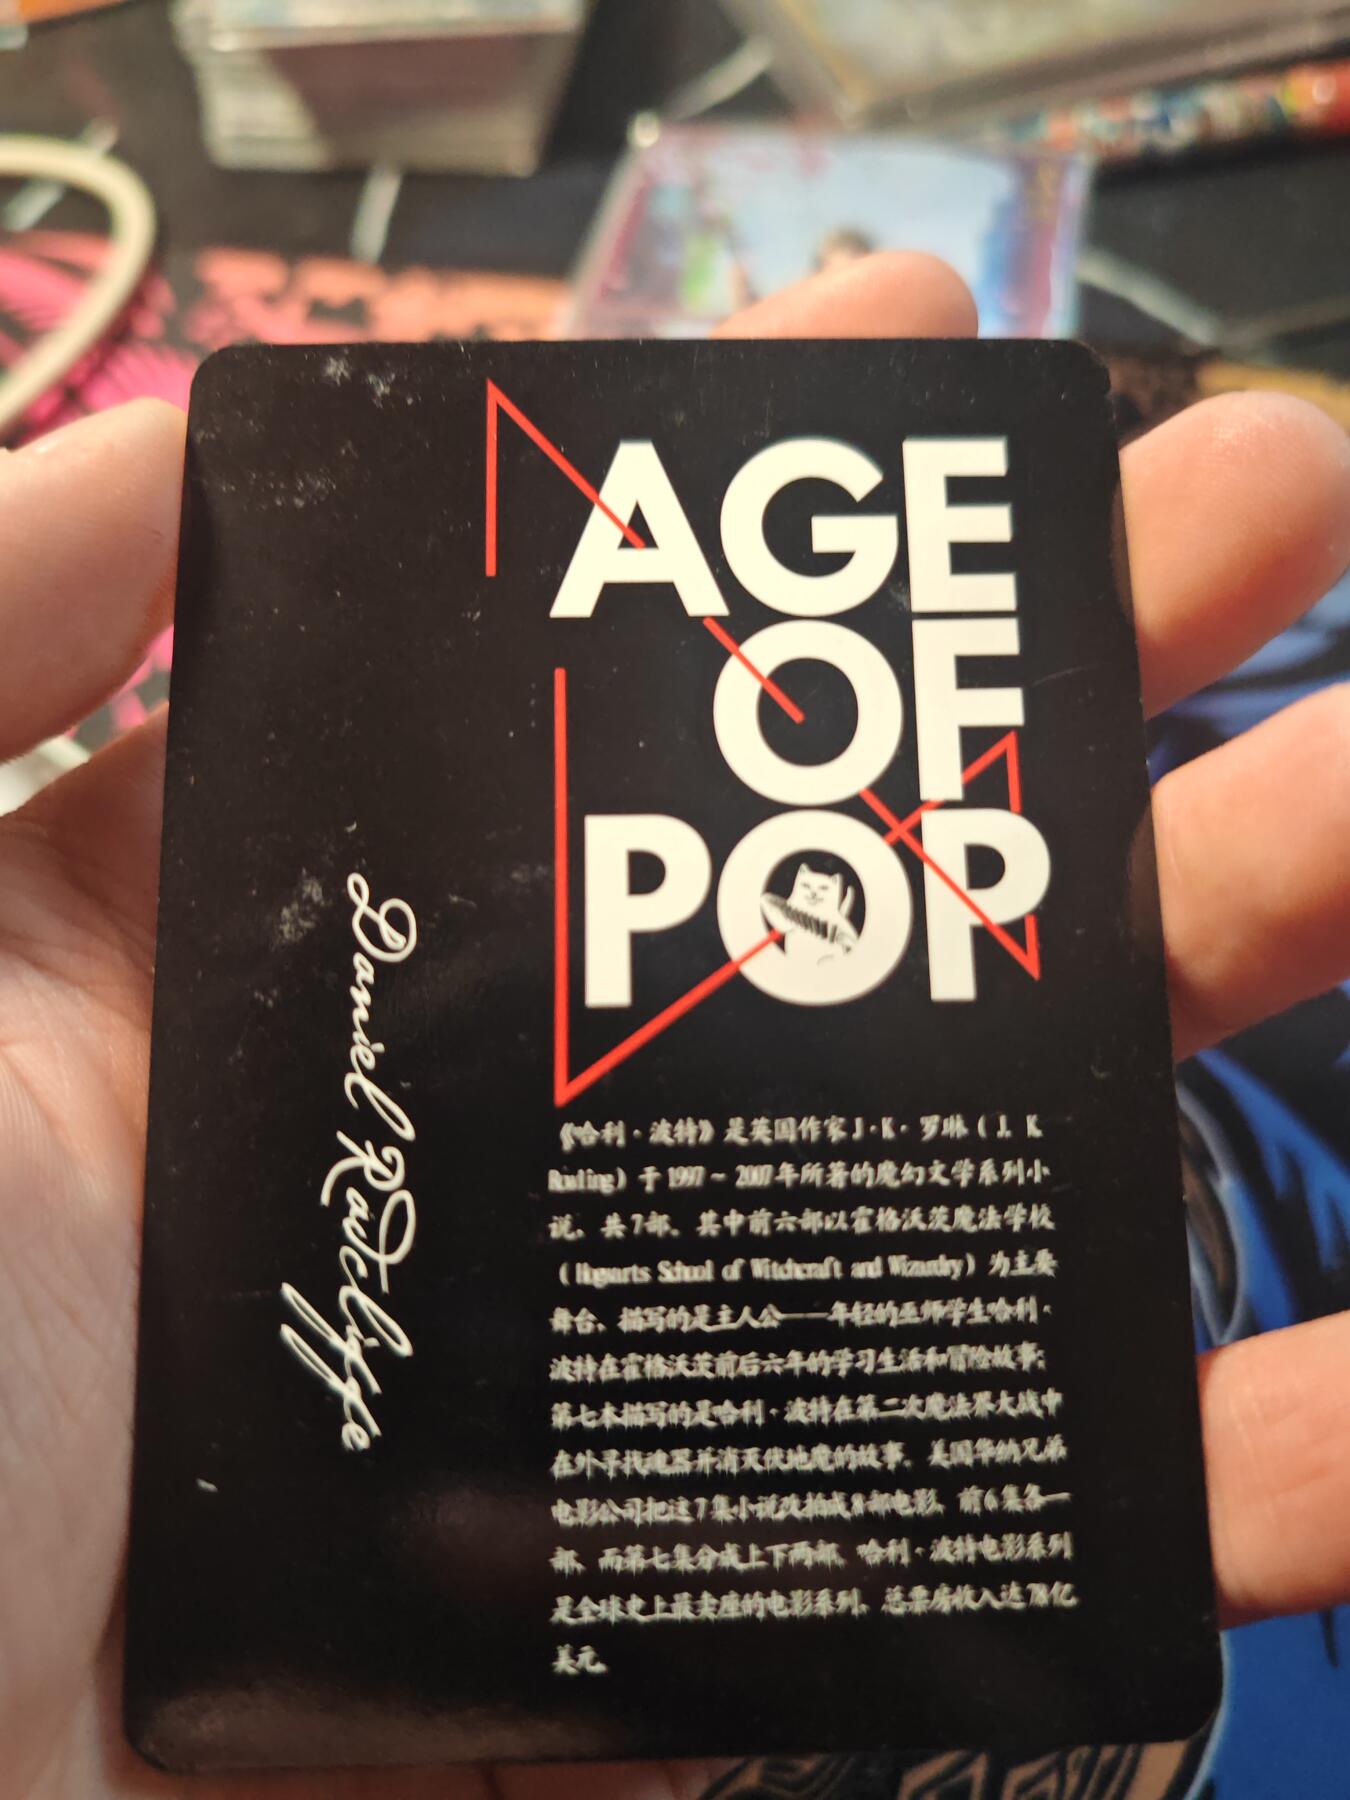 AGE
OF
POP
Daniel Radcliffe
《哈利·波特》是英国作家J·K·罗琳(J. K
Rowling)于1997~2007年所著的魔幻文学系列小
说,共7部。其中前六部以霍格沃茨魔法学校
(Hogwarts School of Witchcraft and Wizardry)为主要
舞台,描写的是主人公——年轻的巫师学生哈利·
波特在霍格沃茨前后六年的学习生活和冒险故事;
第七本描写的是哈利·波特在第二次魔法界大战中
在外寻找魂器并消灭伏地魔的故事。美国华纳兄弟
电影公司把这7集小说改拍成8部电影,前6集各一
部,而第七集分成上下两部。哈利·波特电影系列
是全球史上最卖座的电影系列,总票房收入达78亿
美元。